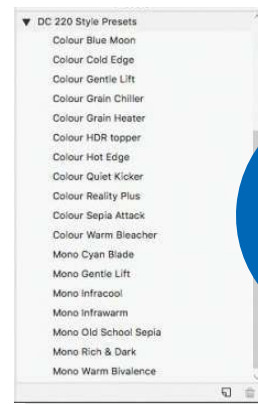 DC 220 Style Presets
Colour Blue Moon
Colour Cold Edge
Colour Gentle Lift
Colour Grain Chiller
Colour Grain Heater
Colour HDR topper
Colour Hot Edge
Colour Quiet Kicker
Colour Reality Plus
Colour Sepia Attack
Colour Warm Bleacher
Mono Cyan Blade
Mono Gentle Lift
Mono Infracool
Mono Infrawarm
Mono Old School Sepia
Mono Rich & Dark
Mono Warm Bivalence